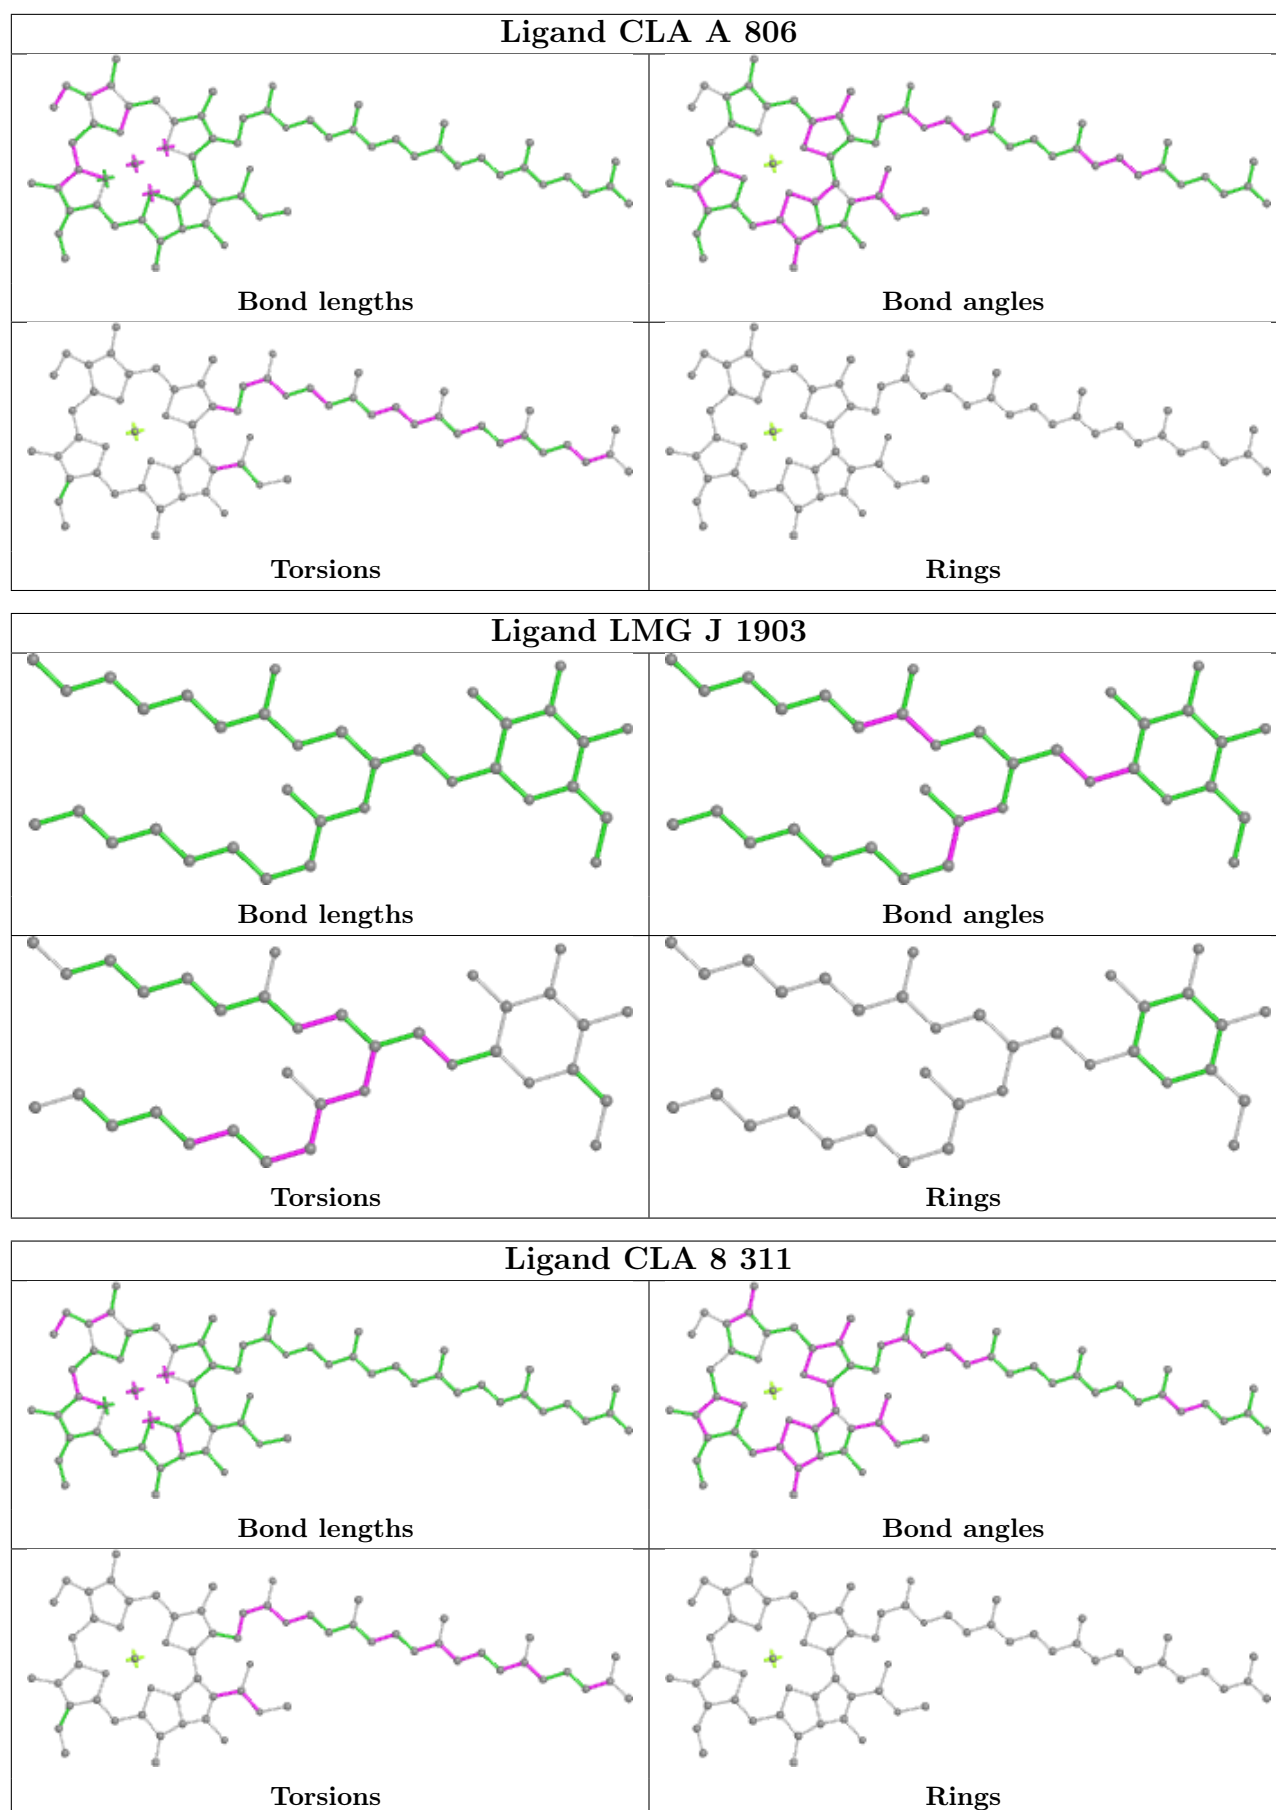 Ligand CLA A 806
Bond lengths
Bond angles
Torsions
Rings
Ligand LMG J 1903
Bond lengths
Bond angles
Torsions
Rings
Ligand CLA 8 311
Bond lengths
Bond angles
Torsions
Rings